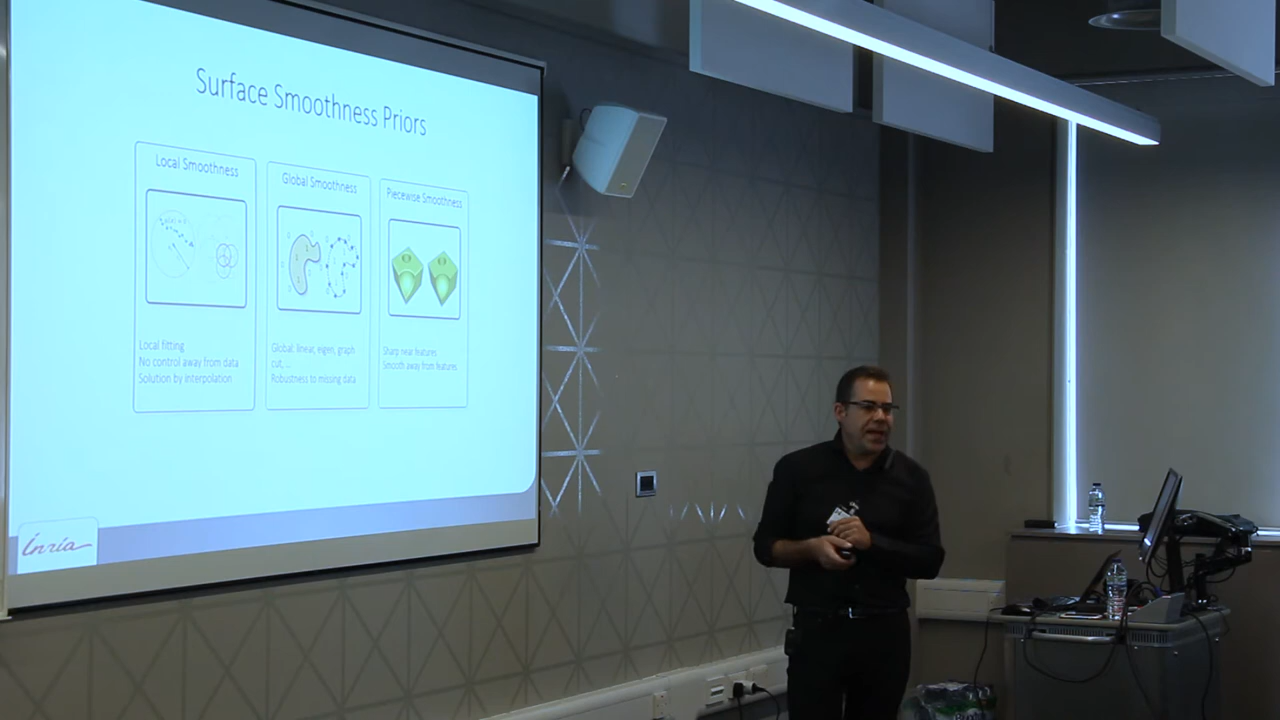 Surface Smoothness Priors
Local Smoothness
Local fitting
No control away from data
Solution by interpolation
Global Smoothness
Global: linear, eigen, graph
cut, ...
Robustness to missing data
Piecewise Smoothness
Sharp near features
Smooth away from features
Inria